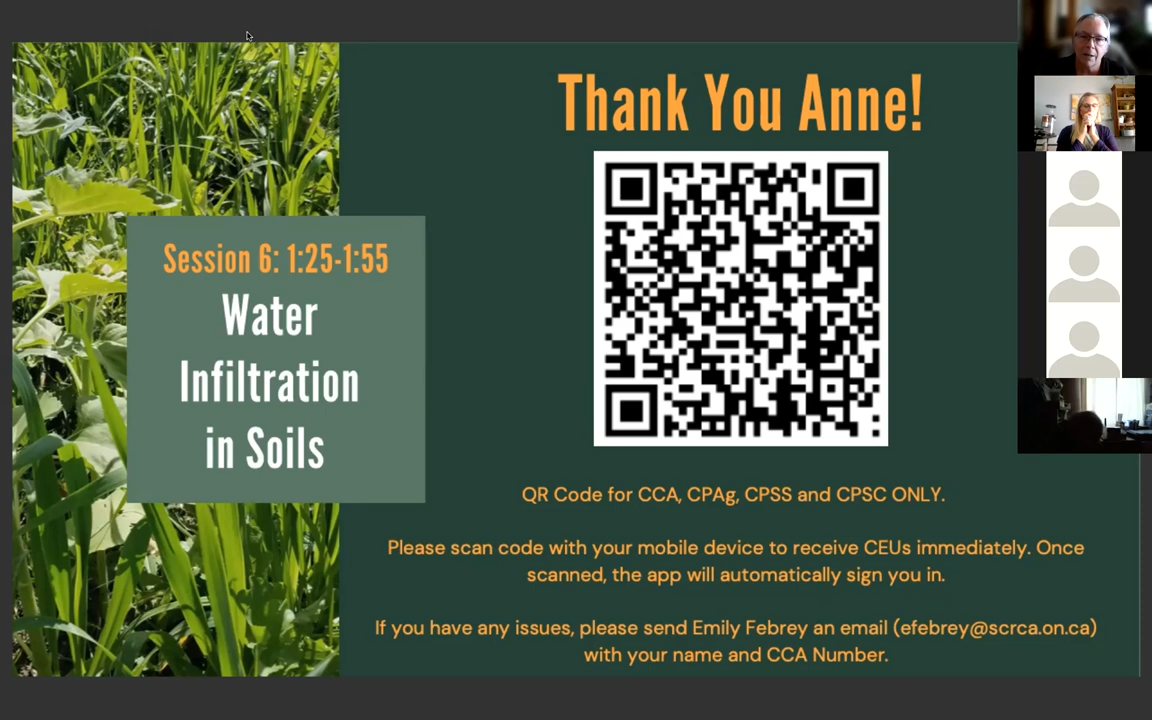 Thank You Anne!
Session 6: 1:25-1:55
Water
Infiltration
in Soils
QR Code for CCA, CPAg, CPSS and CPSC ONLY.
Please scan code with your mobile device to receive CEUs immediately. Once
scanned, the app will automatically sign you in.
If you have any issues, please send Emily Febrey an email (efebrey@scrca.on.ca)
with your name and CCA Number.